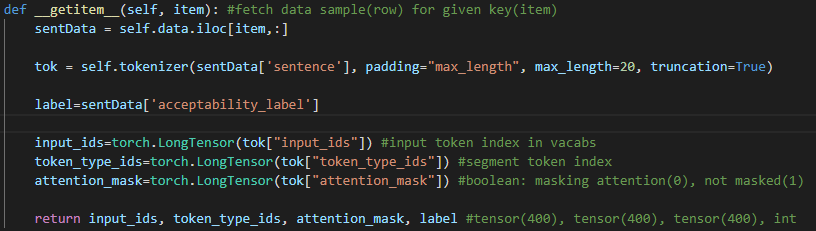 def __getitem__(self, item): #fetch data sample(row) for given key(item)
sentData = self.data.iloc[item,:]
tok = self.tokenizer(sentData['sentence'], padding="max_length", max_length=20, truncation=True)
label=sentData['acceptability_label']
input_ids=torch.LongTensor(tok["input_ids"]) #input token index in vacabs
token_type_ids=torch.LongTensor(tok["token_type_ids"]) #segment token index
attention_mask=torch.LongTensor(tok["attention_mask"]) #boolean: masking attention(0), not masked(1)
return input_ids, token_type_ids, attention_mask, label #tensor(400), tensor(400), tensor(400), int